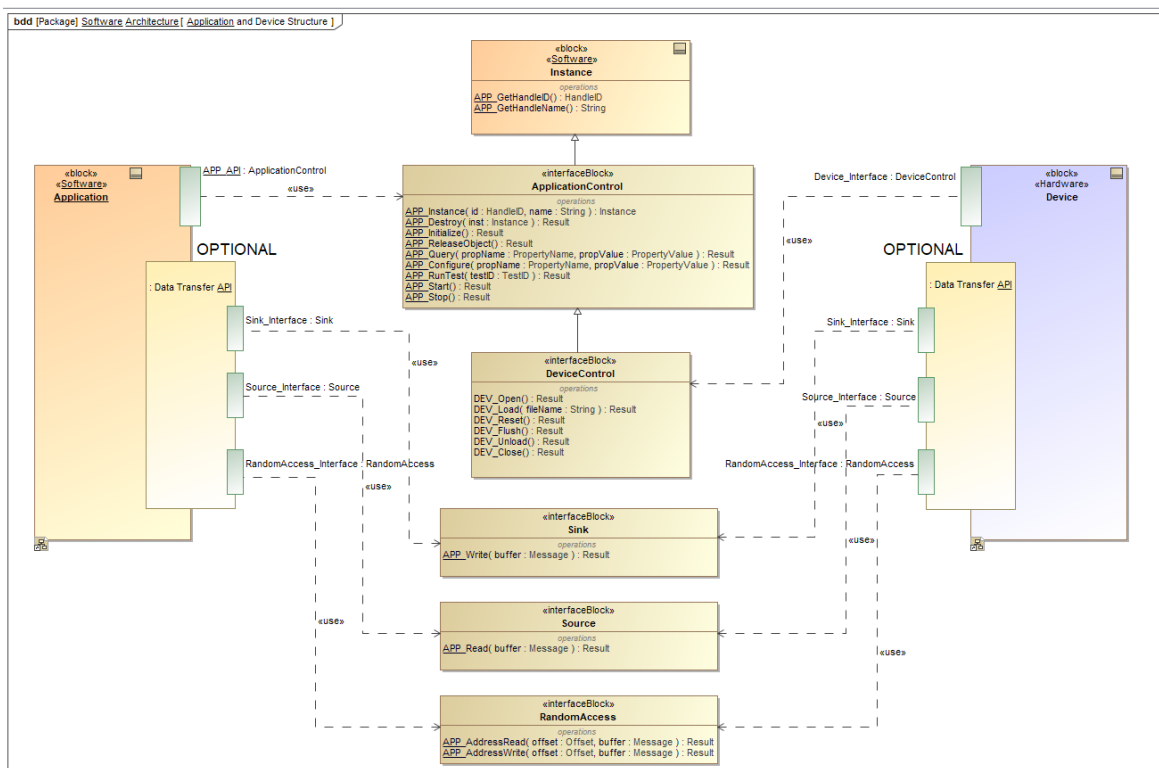 bdd [Package] Software Architecture [ Application and Device Structure ]
«block»
«Software»
Instance
operations
APP_GetHandleID() : HandleID
APP_GetHandleName() : String
«block»
«Software»
Application
APP_API : ApplicationControl
«use»
OPTIONAL
: Data Transfer API
Sink_Interface : Sink
«use»
Source_Interface : Source
RandomAccess_Interface : RandomAccess
«use»
«use»
«interfaceBlock»
ApplicationControl
operations
APP_Instance( id : HandleID, name : String ) : Instance
APP_Destroy( inst : Instance ) : Result
APP_Initialize() : Result
APP_ReleaseObject() : Result
APP_Query( propName : PropertyName, propValue : PropertyValue ) : Result
APP_Configure( propName : PropertyName, propValue : PropertyValue ) : Result
APP_RunTest( testID : TestID ) : Result
APP_Start() : Result
APP_Stop() : Result
«interfaceBlock»
DeviceControl
operations
DEV_Open() : Result
DEV_Load( fileName : String ) : Result
DEV_Reset() : Result
DEV_Flush() : Result
DEV_Unload() : Result
DEV_Close() : Result
«interfaceBlock»
Sink
operations
APP_Write( buffer : Message ) : Result
«interfaceBlock»
Source
operations
APP_Read( buffer : Message ) : Result
«interfaceBlock»
RandomAccess
operations
APP_AddressRead( offset : Offset, buffer : Message ) : Result
APP_AddressWrite( offset : Offset, buffer : Message ) : Result
Device_Interface : DeviceControl
«block»
«Hardware»
Device
«use»
OPTIONAL
: Data Transfer API
Sink_Interface : Sink
Source_Interface : Source
«use»
RandomAccess_Interface : RandomAccess
«use»
«use»